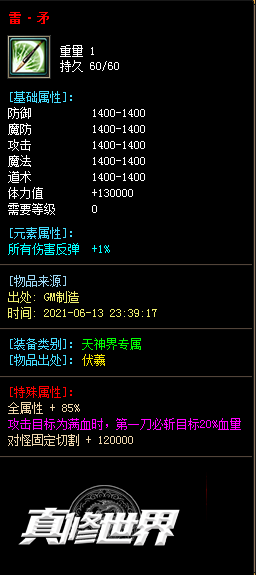 雷·矛
重量 1
持久 60/60
[基础属性]:
防御 1400-1400
魔防 1400-1400
攻击 1400-1400
魔法 1400-1400
道术 1400-1400
体力值 +130000
需要等级 0
[元素属性]:
所有伤害反弹 +1%
[物品来源]
出处: GM制造
时间: 2021-06-13 23:39:17
[装备类别]: 天神界专属
[物品出处]: 伏羲
[特殊属性]:
全属性 + 85%
攻击目标为满血时，第一刀必斩目标20%血量
对怪固定切割 + 120000
真修世界